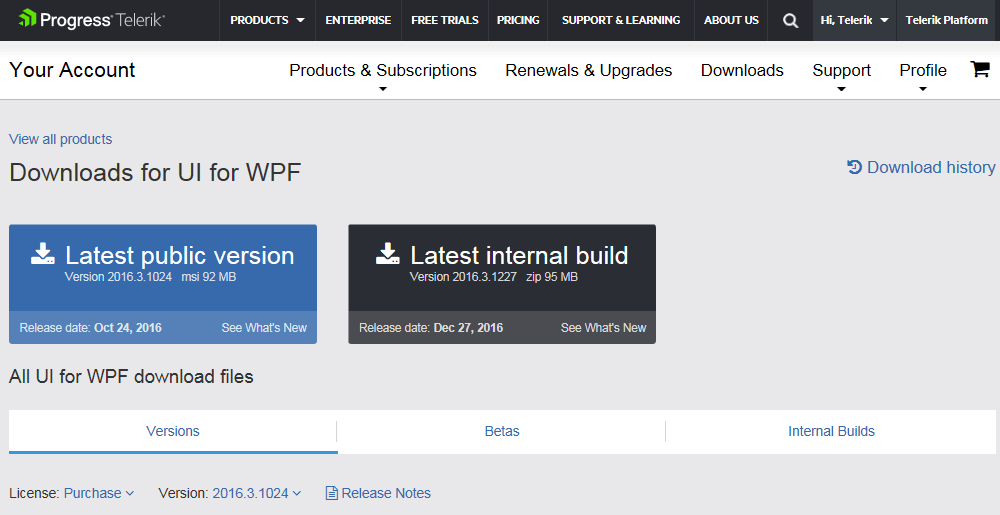 Progress Telerik PRODUCTS ENTERPRISE FREE TRIALS PRICING SUPPORT & LEARNING ABOUT US Hi, Telerik Telerik Platform
Your Account Products & Subscriptions Renewals & Upgrades Downloads Support Profile
View all products
Downloads for UI for WPF Download history
Latest public version
Version 2016.3.1024 msi 92 MB
Release date: Oct 24, 2016 See What's New
Latest internal build
Version 2016.3.1227 zip 95 MB
Release date: Dec 27, 2016 See What's New
All UI for WPF download files
Versions Betas Internal Builds
License: Purchase Version: 2016.3.1024 Release Notes